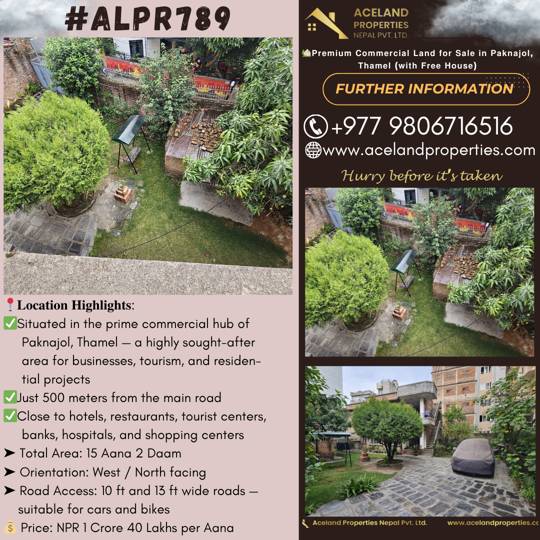 #ALPR789
📍Location Highlights:
✅Situated in the prime commercial hub of
Paknajol, Thamel — a highly sought-after
area for businesses, tourism, and residen-
tial projects
✅Just 500 meters from the main road
✅Close to hotels, restaurants, tourist centers,
banks, hospitals, and shopping centers
➤ Total Area: 15 Aana 2 Daam
➤ Orientation: West / North facing
➤ Road Access: 10 ft and 13 ft wide roads —
suitable for cars and bikes
💰 Price: NPR 1 Crore 40 Lakhs per Aana
ACELAND
PROPERTIES
NEPAL PVT. LTD.
🏡Premium Commercial Land for Sale in Paknajol,
Thamel (with Free House)
FURTHER INFORMATION
+977 9806716516
www.acelandproperties.com
Hurry before it's taken
Aceland Properties Nepal Pvt. Ltd.
www.acelandproperties.co